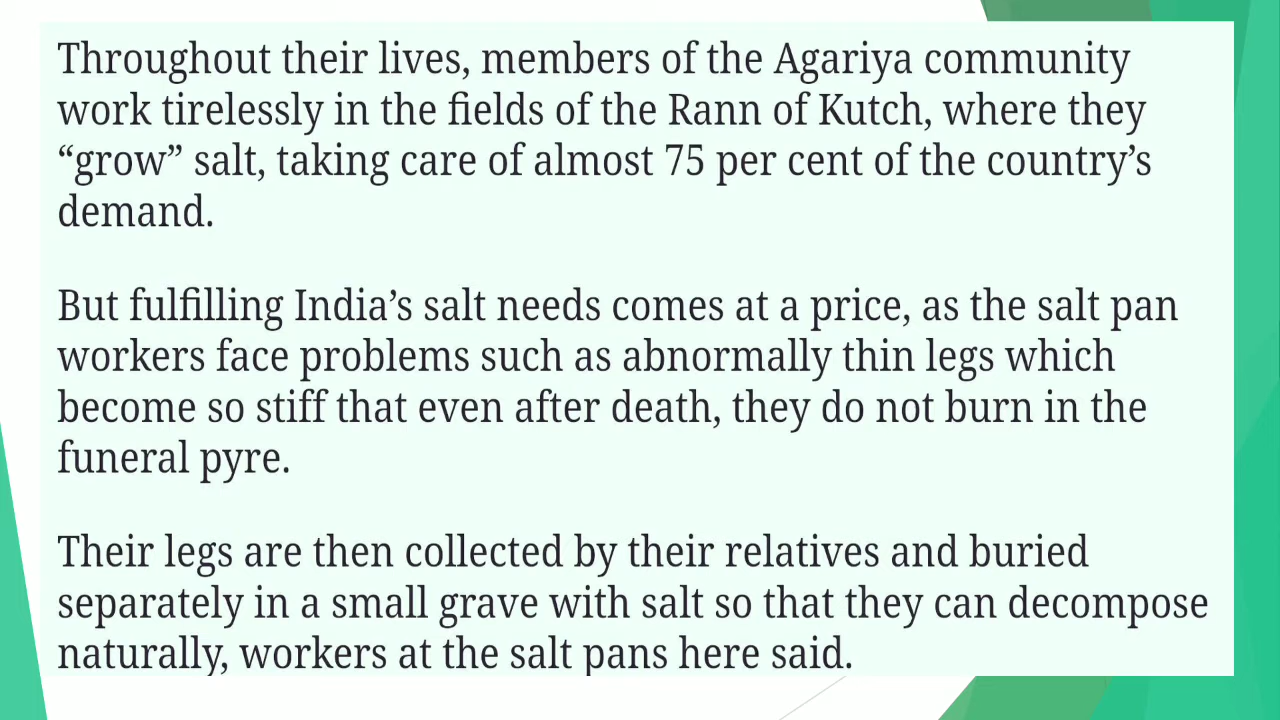 Throughout their lives, members of the Agariya community
work tirelessly in the fields of the Rann of Kutch, where they
“grow” salt, taking care of almost 75 per cent of the country’s
demand.
But fulfilling India’s salt needs comes at a price, as the salt pan
workers face problems such as abnormally thin legs which
become so stiff that even after death, they do not burn in the
funeral pyre.
Their legs are then collected by their relatives and buried
separately in a small grave with salt so that they can decompose
naturally, workers at the salt pans here said.